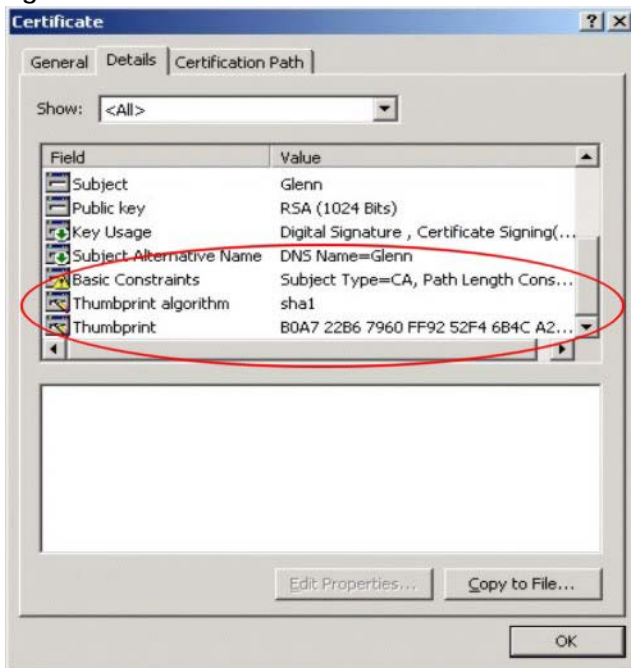 Certificate
General Details Certification Path
Show: <All>
Field Value
Subject Glenn
Public key RSA (1024 Bits)
Key Usage Digital Signature , Certificate Signing(...
Subject Alternative Name DNS Name=Glenn
Basic Constraints Subject Type=CA, Path Length Cons...
Thumbprint algorithm sha1
Thumbprint B0A7 22B6 7960 FF92 52F4 6B4C A2...
Edit Properties... Copy to File...
OK